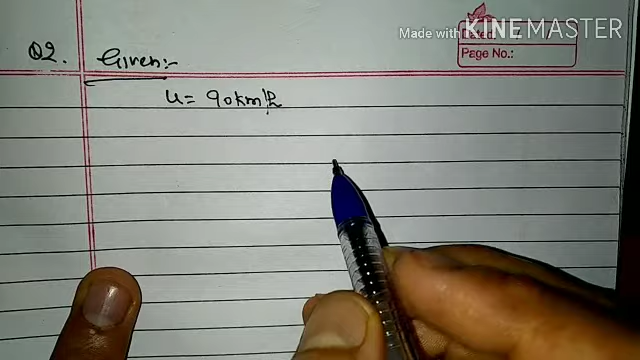 Made with KINEMASTER
Page No.:
Q2. Given:-
u = 90km/h